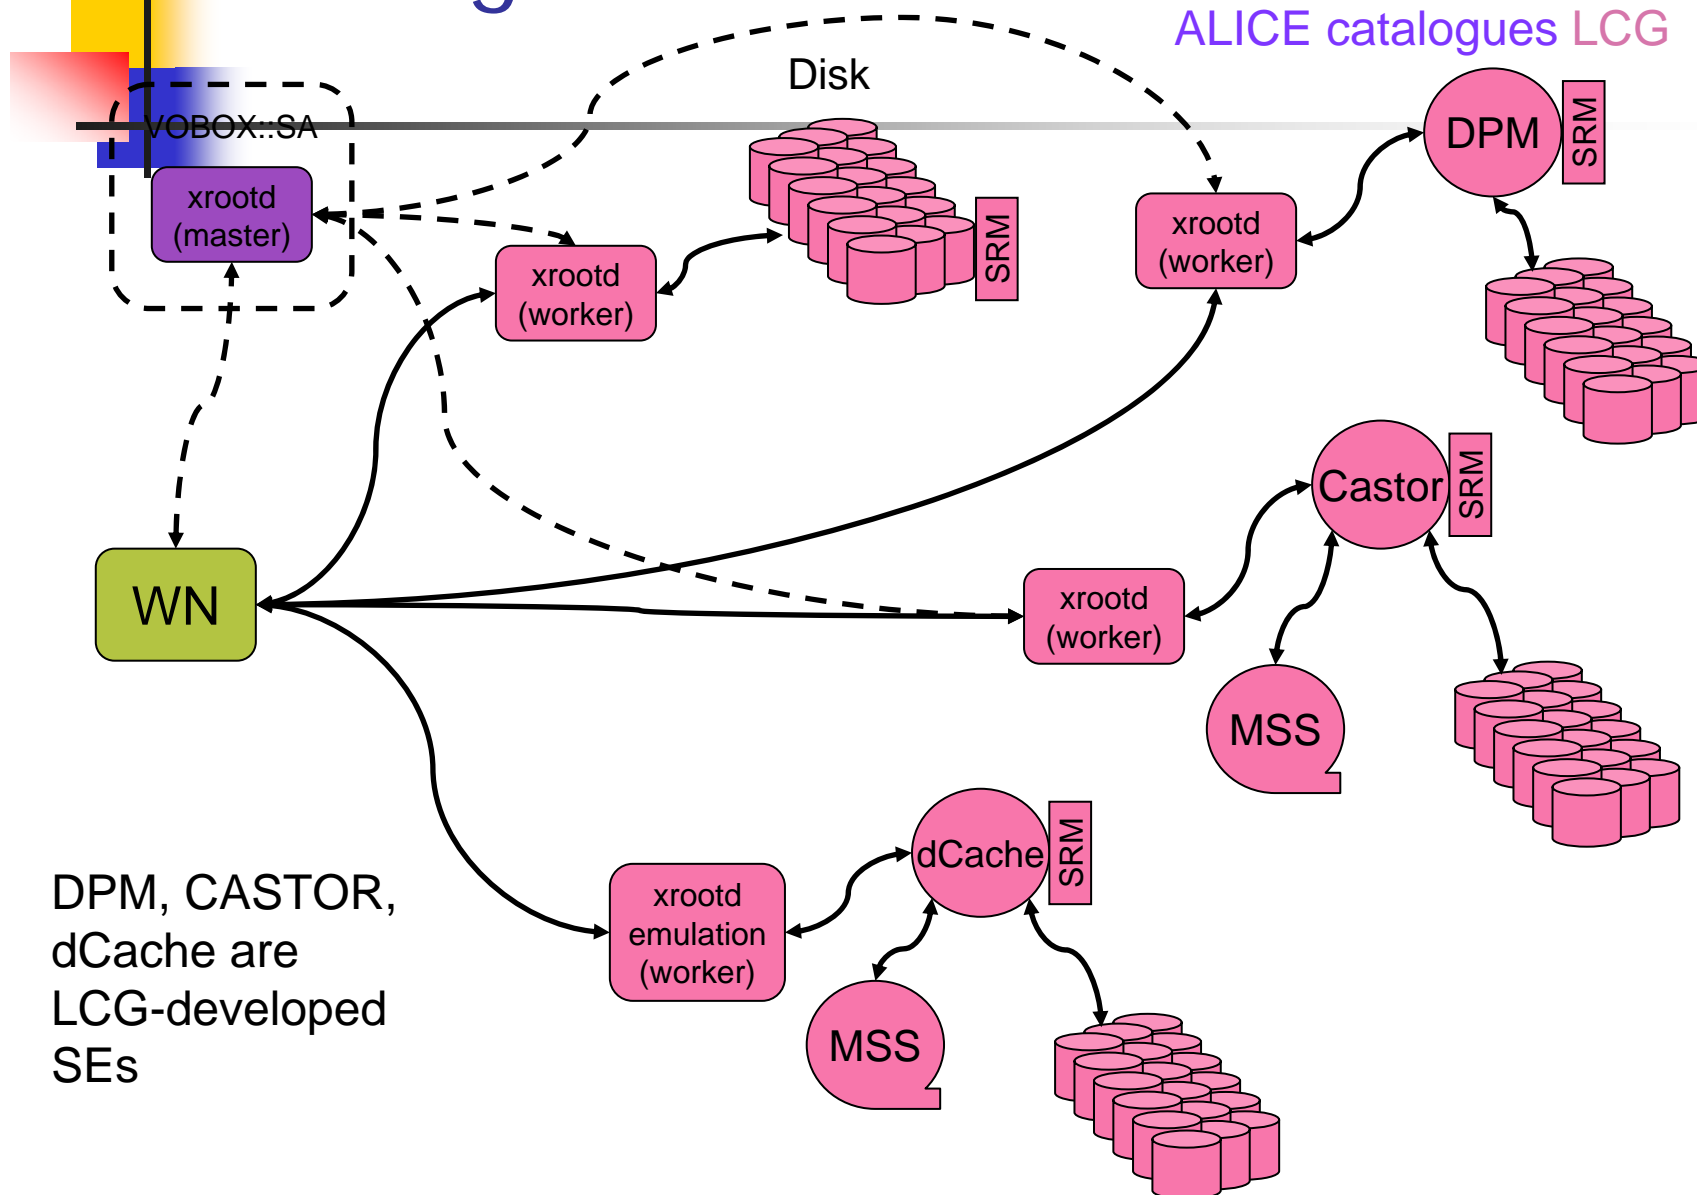 ALICE catalogues LCG
Disk
VOBOX::SA
xrootd
(master)
xrootd
(worker)
SRM
xrootd
(worker)
DPM
SRM
Castor
SRM
WN
xrootd
(worker)
MSS
dCache
SRM
xrootd
emulation
(worker)
MSS
DPM, CASTOR,
dCache are
LCG-developed
SEs